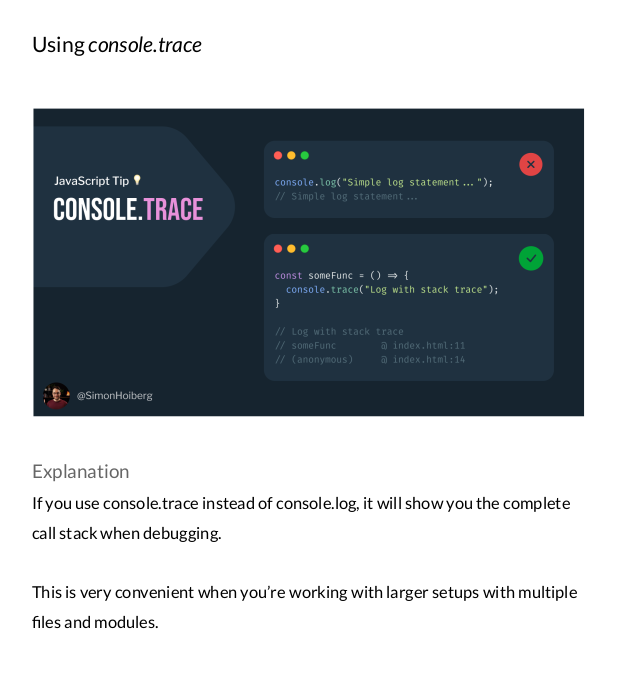 Using console.trace
JavaScript Tip
CONSOLE.TRACE
console.log("Simple log statement...");
// Simple log statement...
const someFunc = () => {
console.trace("Log with stack trace");
}
// Log with stack trace
// someFunc @ index.html:11
// (anonymous) @ index.html:14
@SimonHoiberg
Explanation
If you use console.trace instead of console.log, it will show you the complete
call stack when debugging.
This is very convenient when you’re working with larger setups with multiple
files and modules.